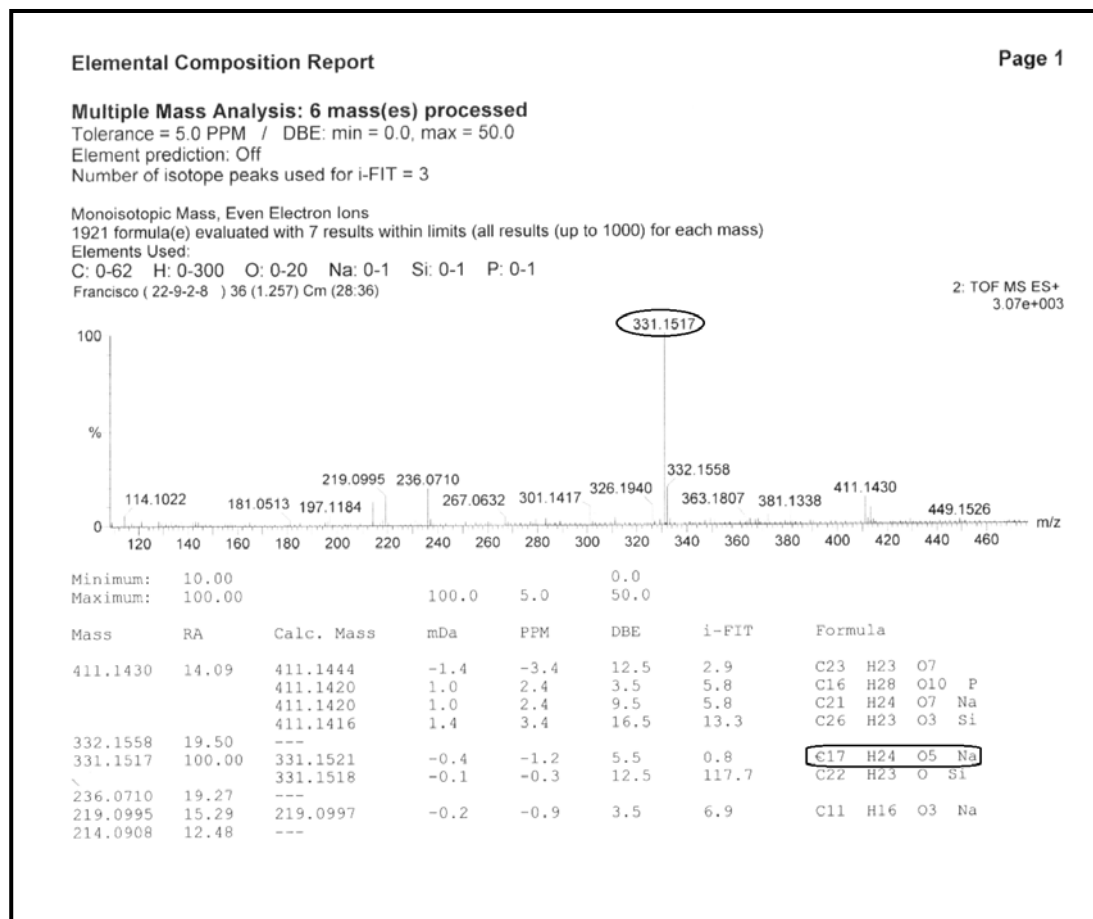 Elemental Composition Report
Page 1
Multiple Mass Analysis: 6 mass(es) processed
Tolerance = 5.0 PPM / DBE: min = 0.0, max = 50.0
Element prediction: Off
Number of isotope peaks used for i-FIT = 3
Monoisotopic Mass, Even Electron Ions
1921 formula(e) evaluated with 7 results within limits (all results (up to 1000) for each mass)
Elements Used:
C: 0-62 H: 0-300 O: 0-20 Na: 0-1 Si: 0-1 P: 0-1
Francisco ( 22-9-2-8 ) 36 (1.257) Cm (28:36)
2: TOF MS ES+
3.07e+003
100
331.1517
%
219.0995 236.0710 332.1558
114.1022 181.0513 197.1184 267.0632 301.1417 326.1940 363.1807 381.1338 411.1430 449.1526
0
120 140 160 180 200 220 240 260 280 300 320 340 360 380 400 420 440 460 m/z
Minimum: 10.00 0.0
Maximum: 100.00 100.0 5.0 50.0
Mass RA Calc. Mass mDa PPM DBE i-FIT Formula
411.1430 14.09 411.1444 -1.4 -3.4 12.5 2.9 C23 H23 O7
411.1420 1.0 2.4 3.5 5.8 C16 H28 O10 P
411.1420 1.0 2.4 9.5 5.8 C21 H24 O7 Na
411.1416 1.4 3.4 16.5 13.3 C26 H23 O3 Si
332.1558 19.50 ---
331.1517 100.00 331.1521 -0.4 -1.2 5.5 0.8 C17 H24 O5 Na
331.1518 -0.1 -0.3 12.5 117.7 C22 H23 O Si
236.0710 19.27 ---
219.0995 15.29 219.0997 -0.2 -0.9 3.5 6.9 C11 H16 O3 Na
214.0908 12.48 ---